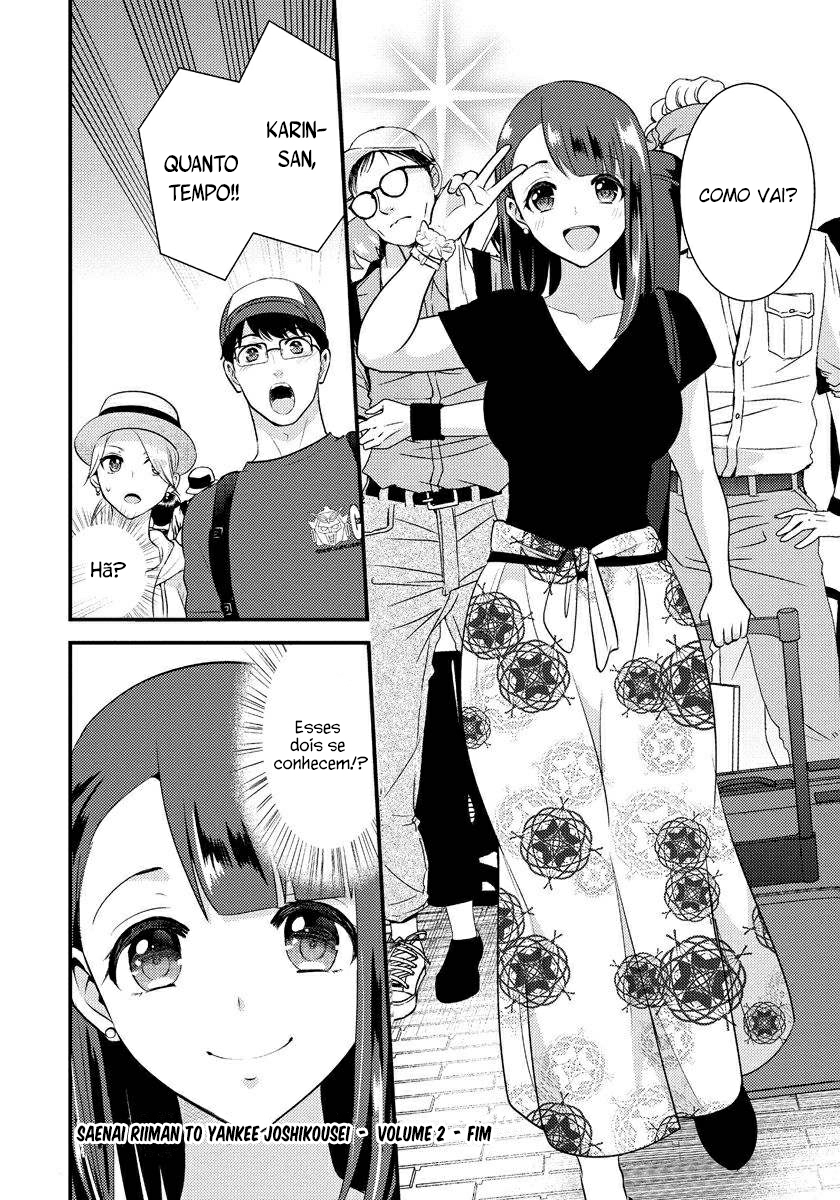 COMO VAI?
KARIN-
SAN,
QUANTO
TEMPO!!
Hã?
Esses
dois se
conhecem!?
SAENAI RIIMAN TO YANKEE JOSHIKOUSEI - VOLUME 2 - FIM